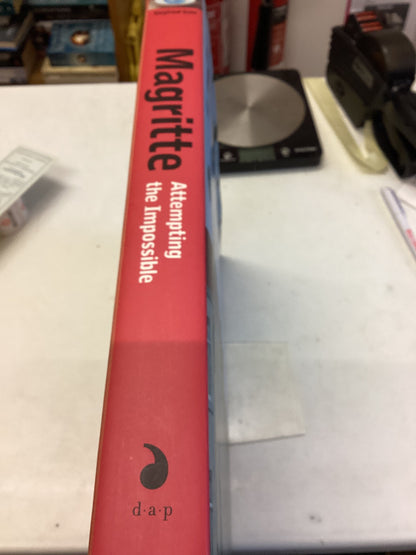 Magritte
Attempting
the Impossible
d·a·p